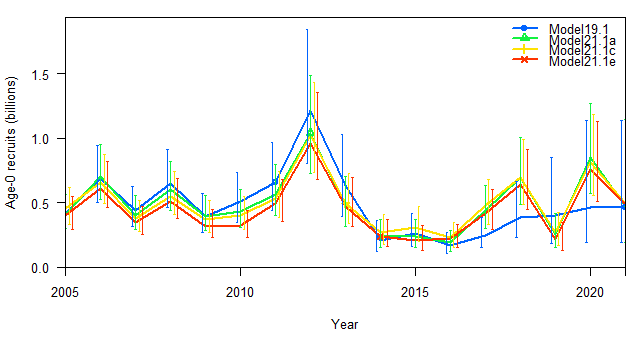 Model19.1
Model21.1a
Model21.1c
Model21.1e
Age-0 recruits (billions)
1.5
1.0
0.5
0.0
2005 2010 2015 2020
Year